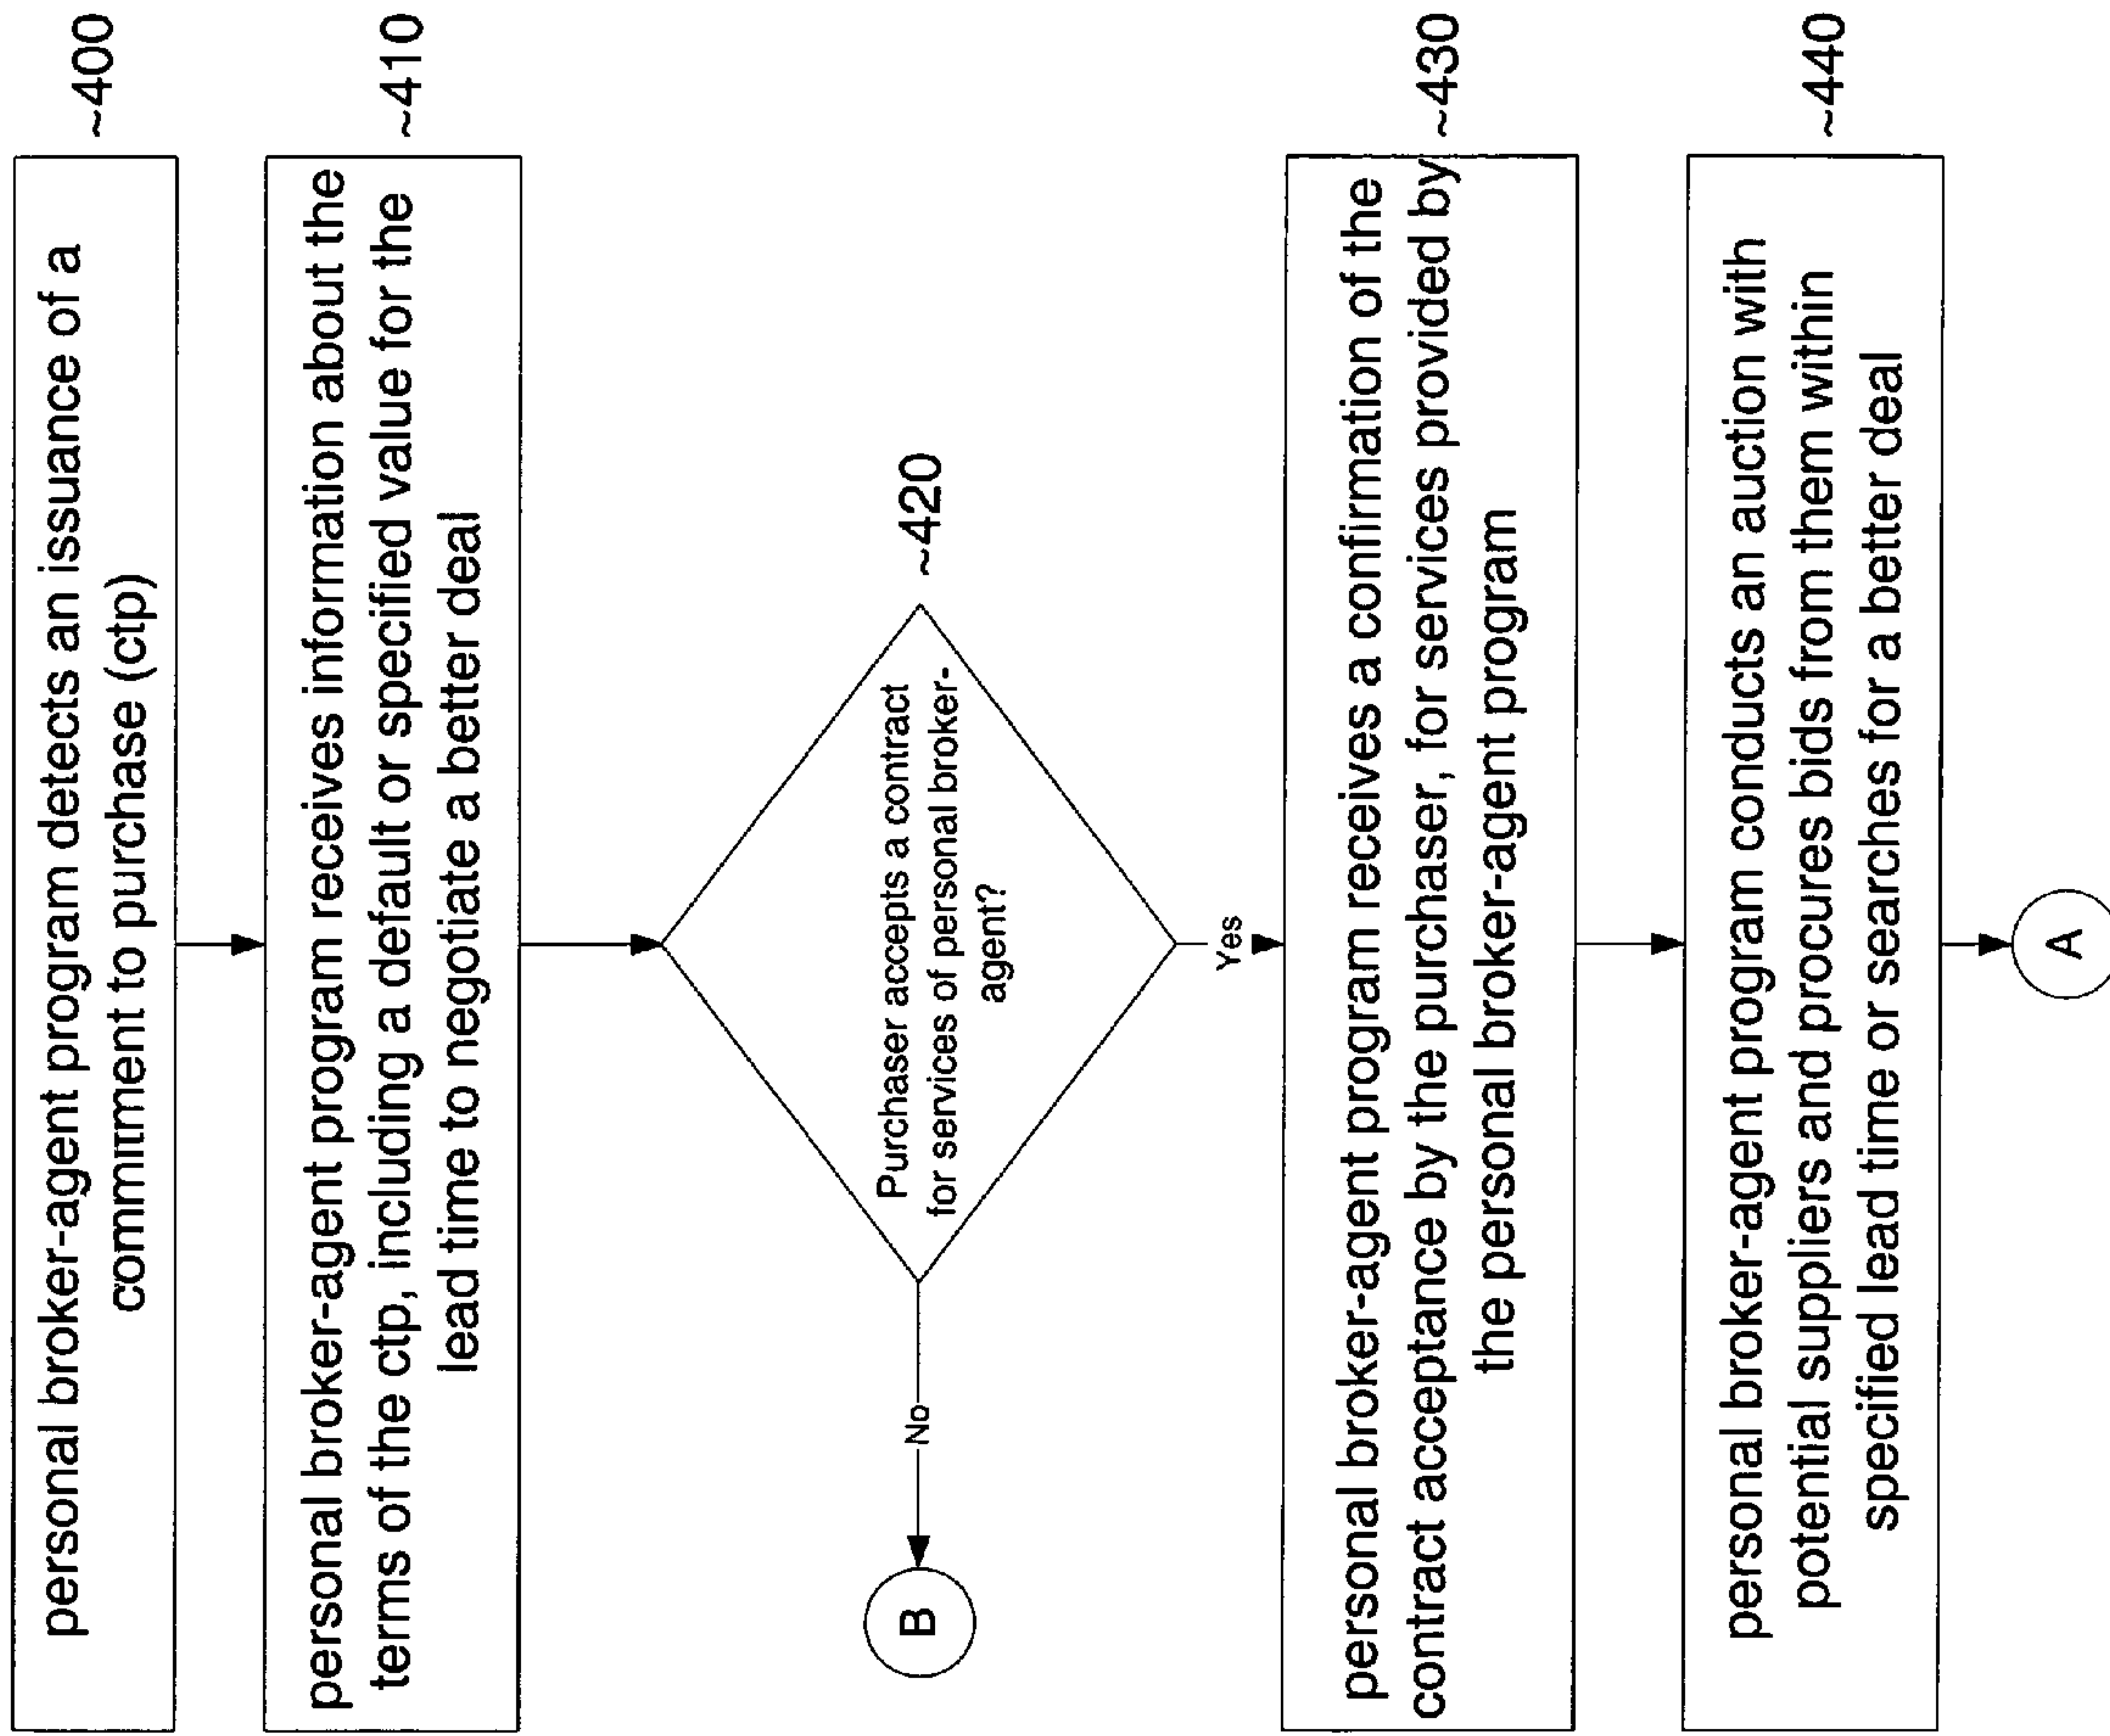 personal broker-agent program detects an issuance of a
commitment to purchase (ctp)
~400
personal broker-agent program receives information about the
terms of the ctp, including a default or specified value for the
lead time to negotiate a better deal
~410
Purchaser accepts a contract
for services of personal broker-
agent?
~420
No
B
Yes
personal broker-agent program receives a confirmation of the
contract acceptance by the purchaser, for services provided by
the personal broker-agent program
~430
personal broker-agent program conducts an auction with
potential suppliers and procures bids from them within
specified lead time or searches for a better deal
~440
A